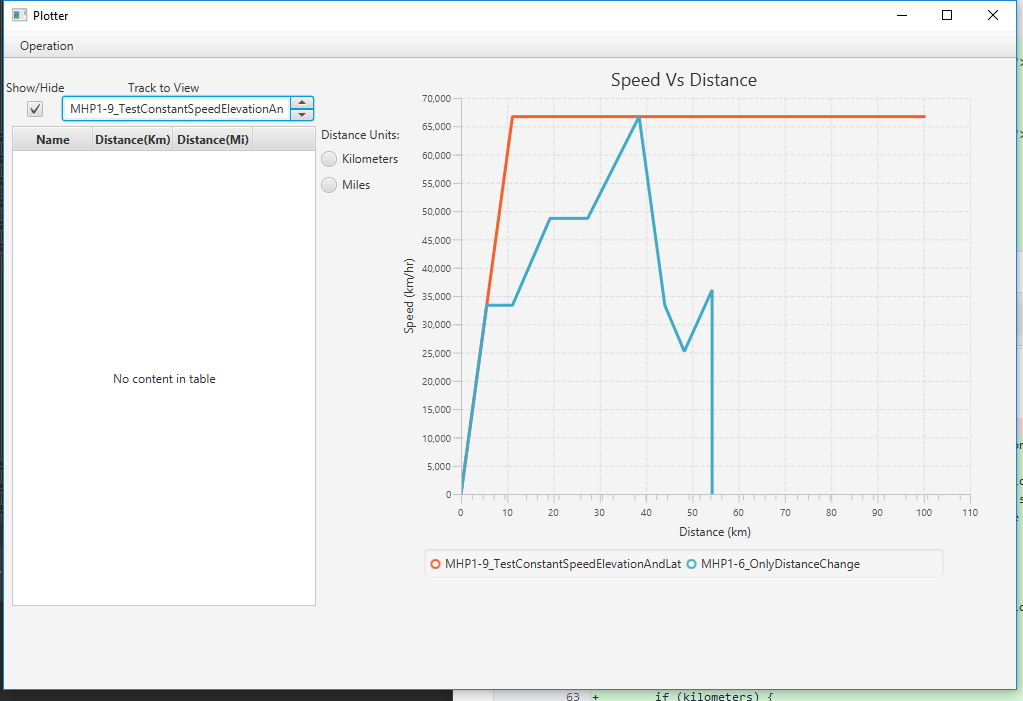 Plotter
Operation
Show/Hide
Track to View
MHP1-9_TestConstantSpeedElevationAn
Name Distance(Km) Distance(Mi)
No content in table
Distance Units:
Kilometers
Miles
Speed Vs Distance
70,000
65,000
60,000
55,000
50,000
45,000
40,000
35,000
30,000
25,000
20,000
15,000
10,000
5,000
0
Speed (km/hr)
0 10 20 30 40 50 60 70 80 90 100 110
Distance (km)
MHP1-9_TestConstantSpeedElevationAndLat MHP1-6_OnlyDistanceChange
63 + if (kilometers) {